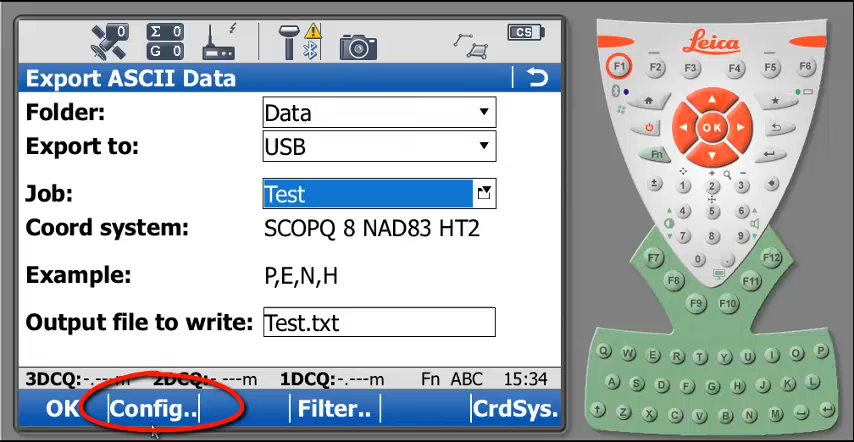 0 Σ 0 G 0 CS
Export ASCII Data
Folder: Data
Export to: USB
Job: Test
Coord system: SCOPQ 8 NAD83 HT2
Example: P,E,N,H
Output file to write: Test.txt
3DCQ:-.---m 2DCQ:-.---m 1DCQ:-.---m Fn ABC 15:34
OK Config.. Filter.. CrdSys.
Leica
F1 F2 F3 F4 F5 F6
OK
Fn
+ −
± 1 2 3
4 5 6
7 8 9
0 .
F7 F12
F8 F11
F9 F10
Q W E R T Y U I O P
A S D F G H J K L
Z X C V B N M